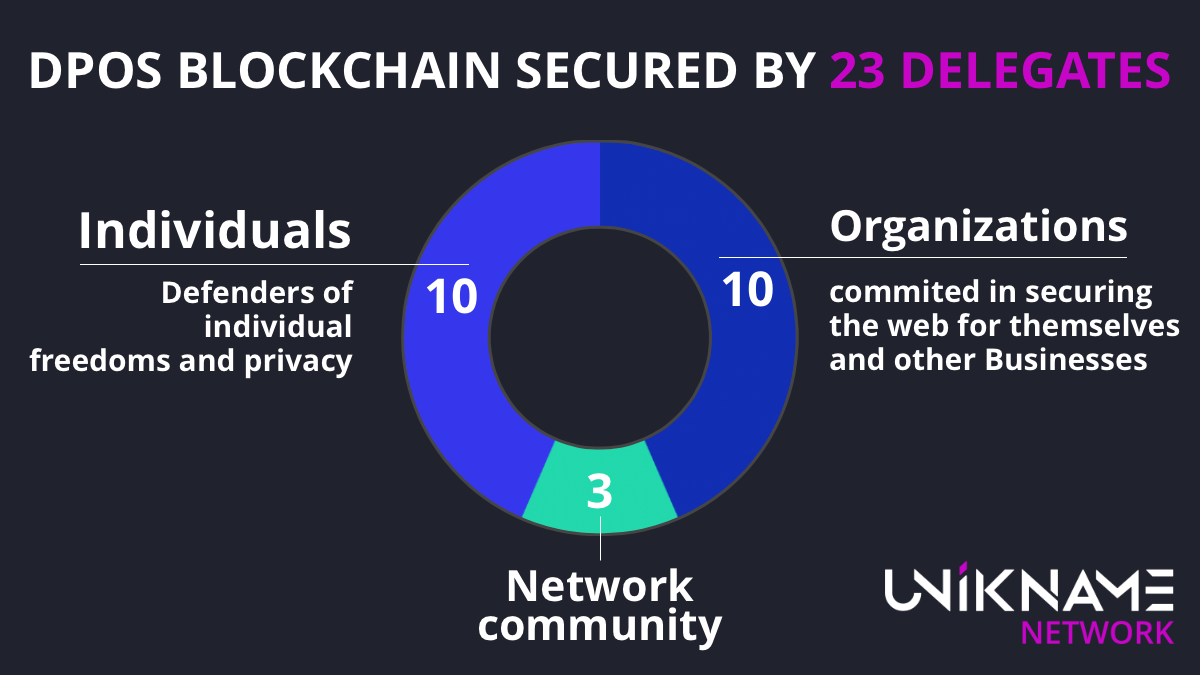 DPOS BLOCKCHAIN SECURED BY 23 DELEGATES
Individuals
10
Defenders of
individual
freedoms and privacy
Organizations
10
commited in securing
the web for themselves
and other Businesses
3
Network
community
UNIKNAME
NETWORK